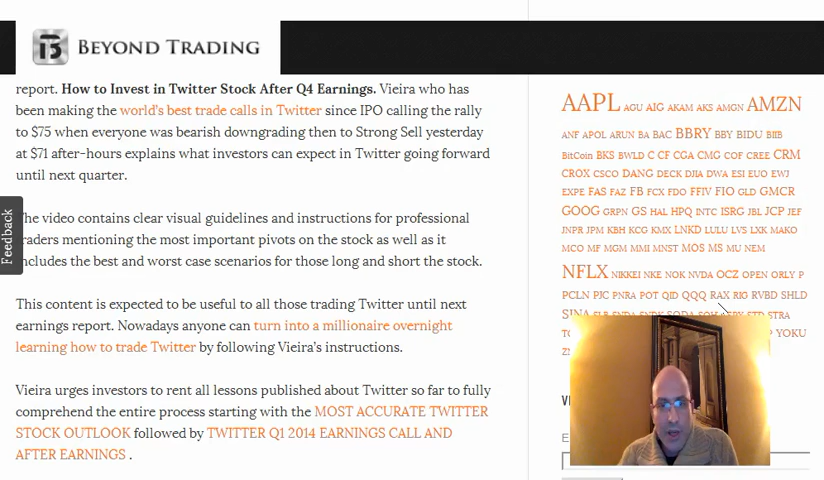 BEYOND TRADING
report. How to Invest in Twitter Stock After Q4 Earnings. Vieira who has
been making the world's best trade calls in Twitter since IPO calling the rally
to $75 when everyone was bearish downgrading then to Strong Sell yesterday
at $71 after-hours explains what investors can expect in Twitter going forward
until next quarter.
The video contains clear visual guidelines and instructions for professional
traders mentioning the most important pivots on the stock as well as it
includes the best and worst case scenarios for those long and short the stock.
This content is expected to be useful to all those trading Twitter until next
earnings report. Nowadays anyone can turn into a millionaire overnight
learning how to trade Twitter by following Vieira's instructions.
Vieira urges investors to rent all lessons published about Twitter so far to fully
comprehend the entire process starting with the MOST ACCURATE TWITTER
STOCK OUTLOOK followed by TWITTER Q1 2014 EARNINGS CALL AND
AFTER EARNINGS .
Feedback
AAPL AGU AIG AKAM AKS AMGN AMZN
ANF APOL ARUN BA BAC BBRY BBY BIDU BIIB
BitCoin BKS BWLD C CF CGA CMG COF CREE CRM
CROX CSCO DANG DECK DJIA DWA ESI EUO EWJ
EXPE FAS FAZ FB FCX FDO FFIV FIO GLD GMCR
GOOG GRPN GS HAL HPQ INTC ISRG JBL JCP JEF
JNPR JPM KBH KCG KMX LNKD LULU LVS LXK MAKO
MCO MF MGM MMI MNST MOS MS MU NEM
NFLX NIKKEI NKE NOK NVDA OCZ OPEN ORLY P
PCLN PJC PNRA POT QID QQQ RAX RIG RVBD SHLD
SINA STRA
YOKU